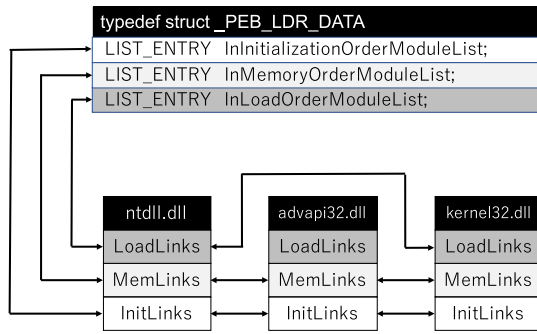 typedef struct _PEB_LDR_DATA
LIST_ENTRY InInitializationOrderModuleList;
LIST_ENTRY InMemoryOrderModuleList;
LIST_ENTRY InLoadOrderModuleList;
ntdll.dll advapi32.dll kernel32.dll
LoadLinks LoadLinks LoadLinks
MemLinks MemLinks MemLinks
InitLinks InitLinks InitLinks